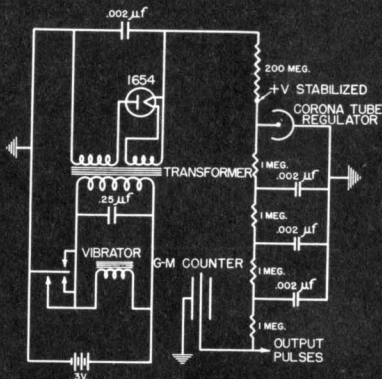 .002 µf
1654
200 MEG.
+V STABILIZED
CORONA TUBE
REGULATOR
TRANSFORMER
1 MEG.
.002 µf
.25 µf
1 MEG.
.002 µf
VIBRATOR
G-M COUNTER
1 MEG.
.002 µf
1 MEG.
OUTPUT
PULSES
3V